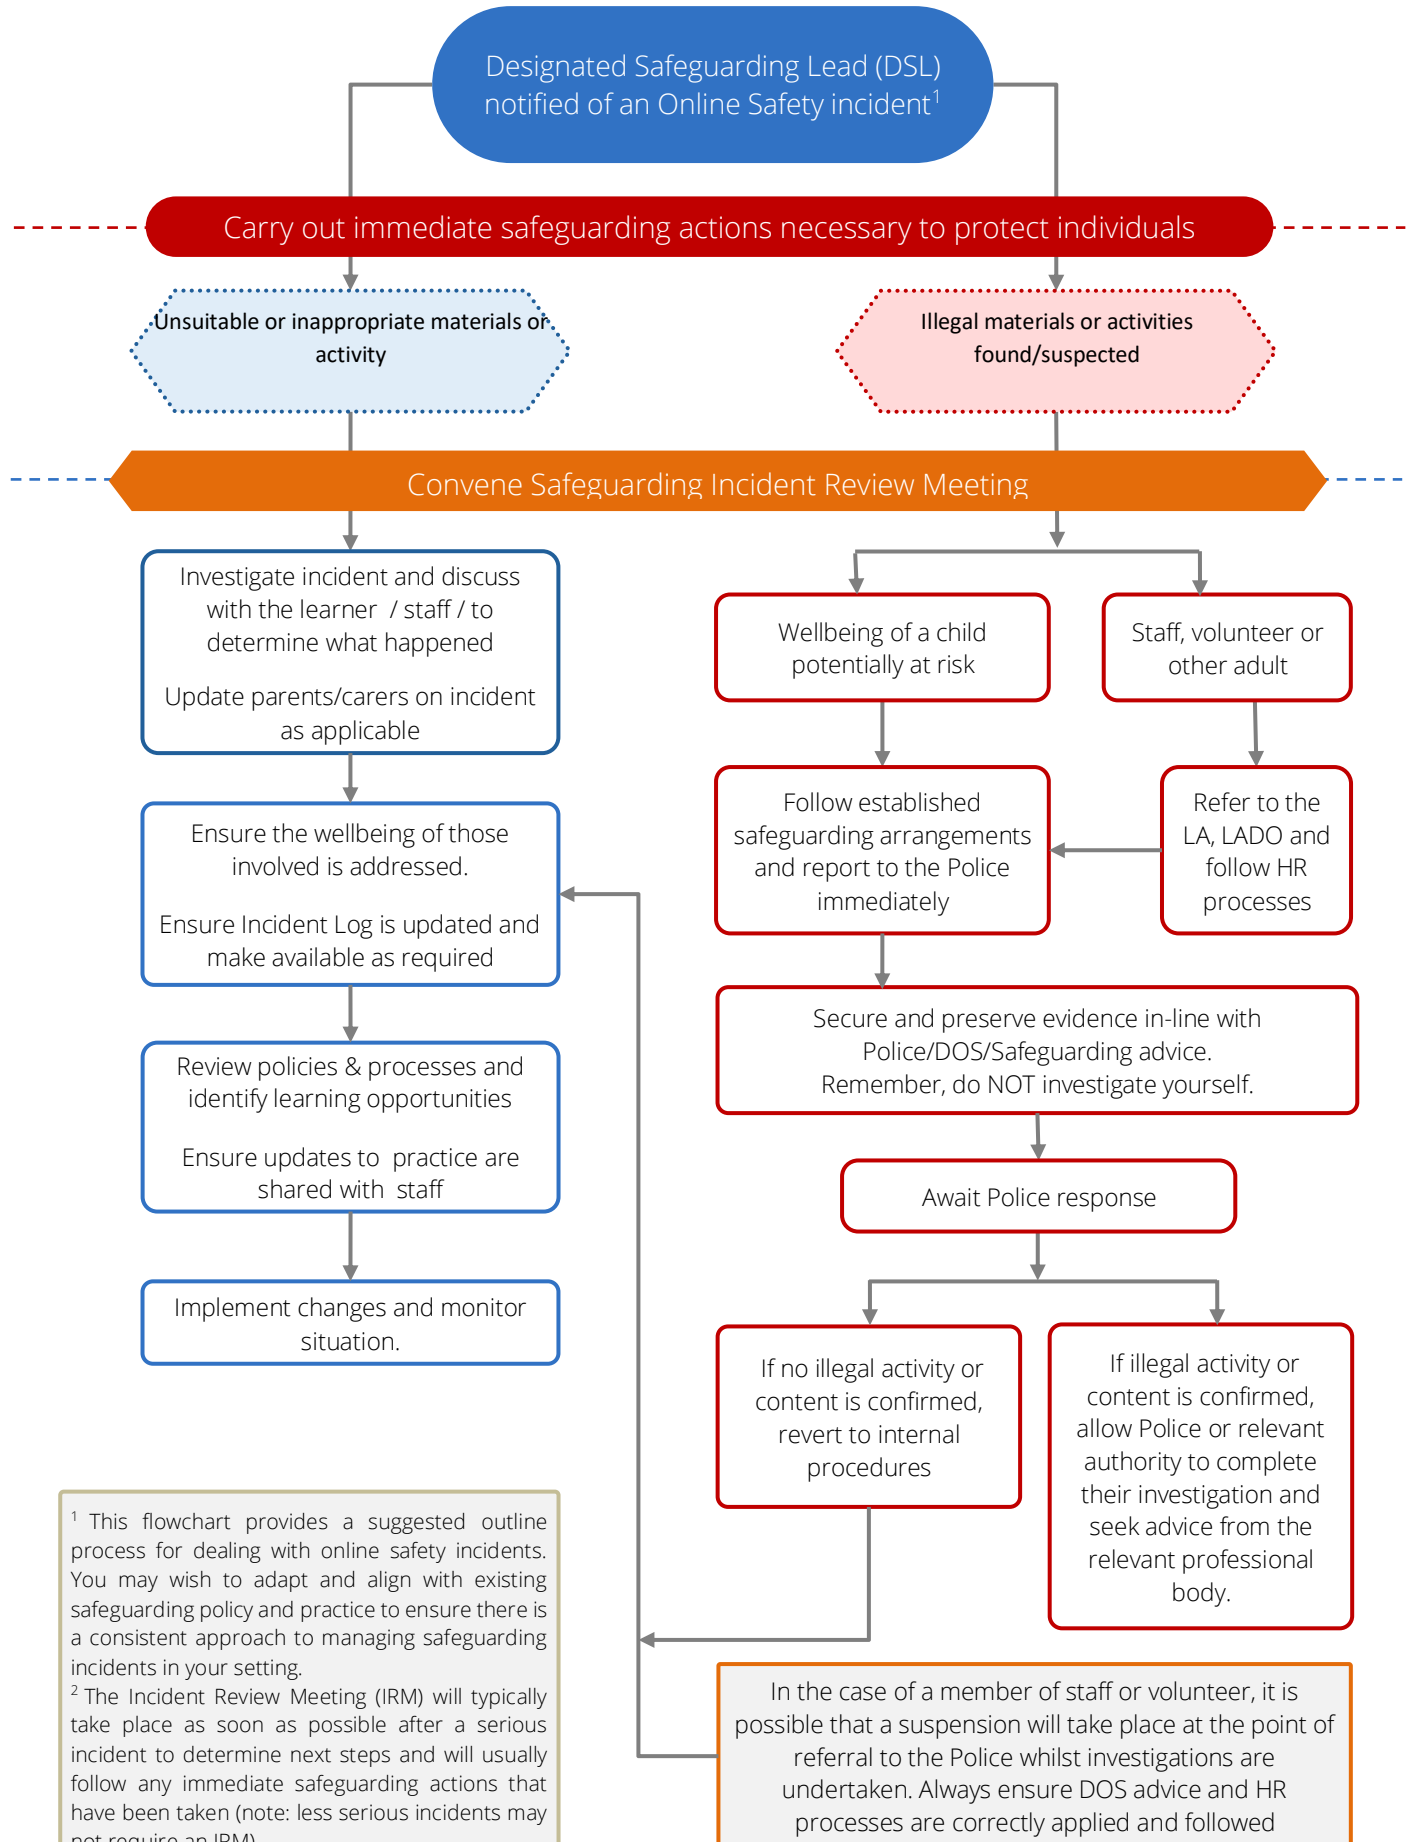 Designated Safeguarding Lead (DSL)
notified of an Online Safety incident1
Carry out immediate safeguarding actions necessary to protect individuals
Unsuitable or inappropriate materials or
activity
Illegal materials or activities
found/suspected
Convene Safeguarding Incident Review Meeting
Investigate incident and discuss
with the learner / staff / to
determine what happened
Update parents/carers on incident
as applicable
Wellbeing of a child
potentially at risk
Staff, volunteer or
other adult
Ensure the wellbeing of those
involved is addressed.
Ensure Incident Log is updated and
make available as required
Follow established
safeguarding arrangements
and report to the Police
immediately
Refer to the
LA, LADO and
follow HR
processes
Secure and preserve evidence in-line with
Police/DOS/Safeguarding advice.
Remember, do NOT investigate yourself.
Review policies & processes and
identify learning opportunities
Ensure updates to practice are
shared with staff
Await Police response
Implement changes and monitor
situation.
If no illegal activity or
content is confirmed,
revert to internal
procedures
If illegal activity or
content is confirmed,
allow Police or relevant
authority to complete
their investigation and
seek advice from the
relevant professional
body.
1 This flowchart provides a suggested outline
process for dealing with online safety incidents.
You may wish to adapt and align with existing
safeguarding policy and practice to ensure there is
a consistent approach to managing safeguarding
incidents in your setting.
2 The Incident Review Meeting (IRM) will typically
take place as soon as possible after a serious
incident to determine next steps and will usually
follow any immediate safeguarding actions that
have been taken (note: less serious incidents may
not require an IRM)
In the case of a member of staff or volunteer, it is
possible that a suspension will take place at the point of
referral to the Police whilst investigations are
undertaken. Always ensure DOS advice and HR
processes are correctly applied and followed